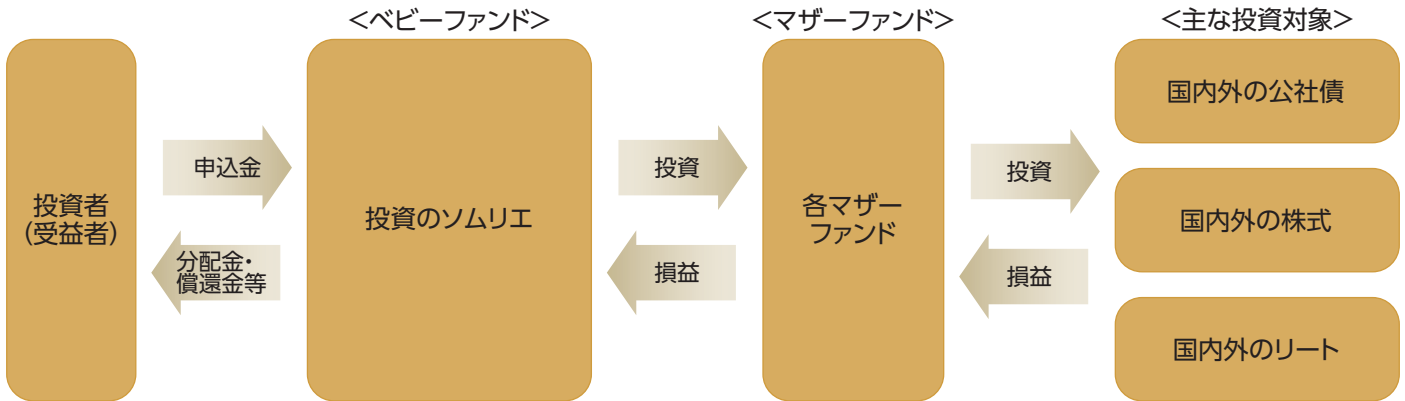 <ベビーファンド>
<マザーファンド>
<主な投資対象>
投資者
(受益者)
申込金
分配金・
償還金等
投資のソムリエ
投資
損益
各マザー
ファンド
投資
損益
国内外の公社債
国内外の株式
国内外のリート